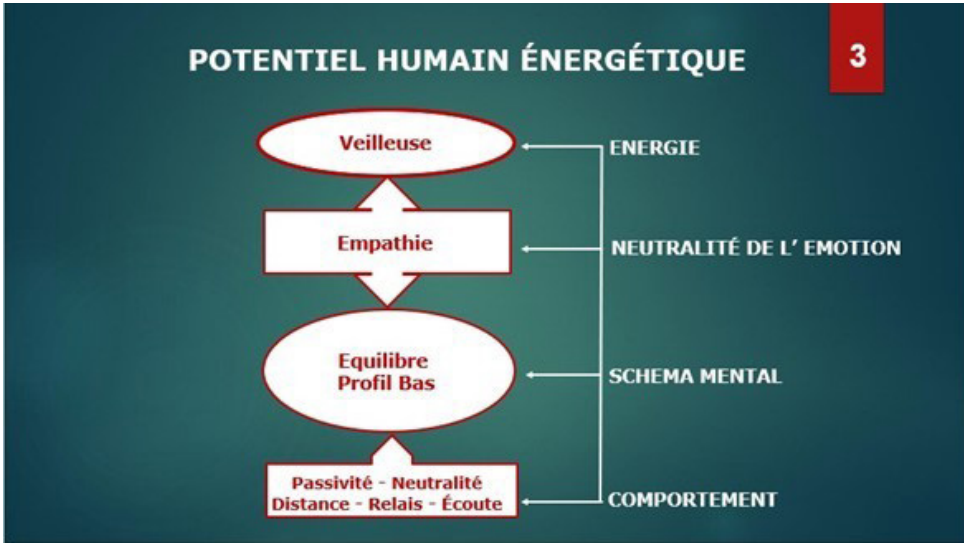 POTENTIEL HUMAIN ÉNERGÉTIQUE
3
Veilleuse
ENERGIE
Empathie
NEUTRALITÉ DE L' EMOTION
Equilibre
Profil Bas
SCHEMA MENTAL
Passivité - Neutralité
Distance - Relais - Écoute
COMPORTEMENT